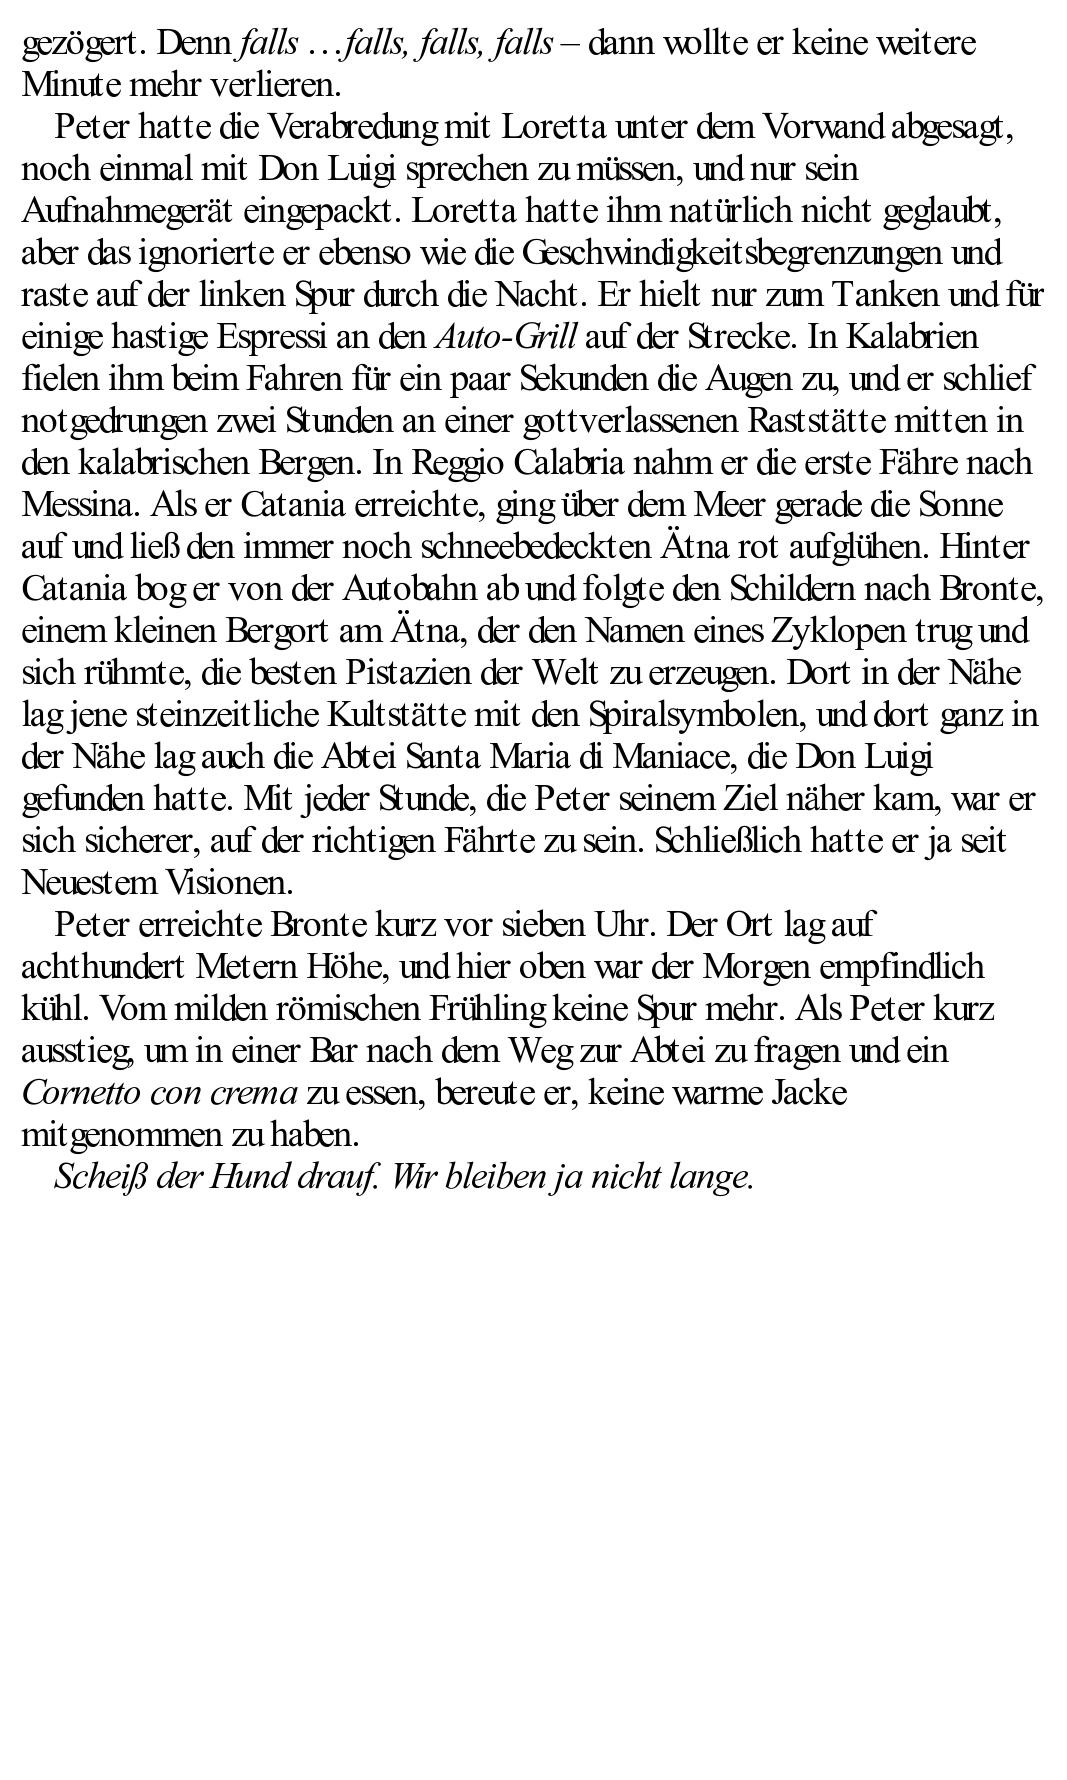 gezögert. Denn falls … falls, falls, falls – dann wollte er keine weitere
Minute mehr verlieren.
Peter hatte die Verabredung mit Loretta unter dem Vorwand abgesagt,
noch einmal mit Don Luigi sprechen zu müssen, und nur sein
Aufnahmegerät eingepackt. Loretta hatte ihm natürlich nicht geglaubt,
aber das ignorierte er ebenso wie die Geschwindigkeitsbegrenzungen und
raste auf der linken Spur durch die Nacht. Er hielt nur zum Tanken und für
einige hastige Espressi an den Auto-Grill auf der Strecke. In Kalabrien
fielen ihm beim Fahren für ein paar Sekunden die Augen zu, und er schlief
notgedrungen zwei Stunden an einer gottverlassenen Raststätte mitten in
den kalabrischen Bergen. In Reggio Calabria nahm er die erste Fähre nach
Messina. Als er Catania erreichte, ging über dem Meer gerade die Sonne
auf und ließ den immer noch schneebedeckten Ätna rot aufglühen. Hinter
Catania bog er von der Autobahn ab und folgte den Schildern nach Bronte,
einem kleinen Bergort am Ätna, der den Namen eines Zyklopen trug und
sich rühmte, die besten Pistazien der Welt zu erzeugen. Dort in der Nähe
lag jene steinzeitliche Kultstätte mit den Spiralsymbolen, und dort ganz in
der Nähe lag auch die Abtei Santa Maria di Maniace, die Don Luigi
gefunden hatte. Mit jeder Stunde, die Peter seinem Ziel näher kam, war er
sich sicherer, auf der richtigen Fährte zu sein. Schließlich hatte er ja seit
Neuestem Visionen.
Peter erreichte Bronte kurz vor sieben Uhr. Der Ort lag auf
achthundert Metern Höhe, und hier oben war der Morgen empfindlich
kühl. Vom milden römischen Frühling keine Spur mehr. Als Peter kurz
ausstieg, um in einer Bar nach dem Weg zur Abtei zu fragen und ein
Cornetto con crema zu essen, bereute er, keine warme Jacke
mitgenommen zu haben.
Scheiß der Hund drauf. Wir bleiben ja nicht lange.